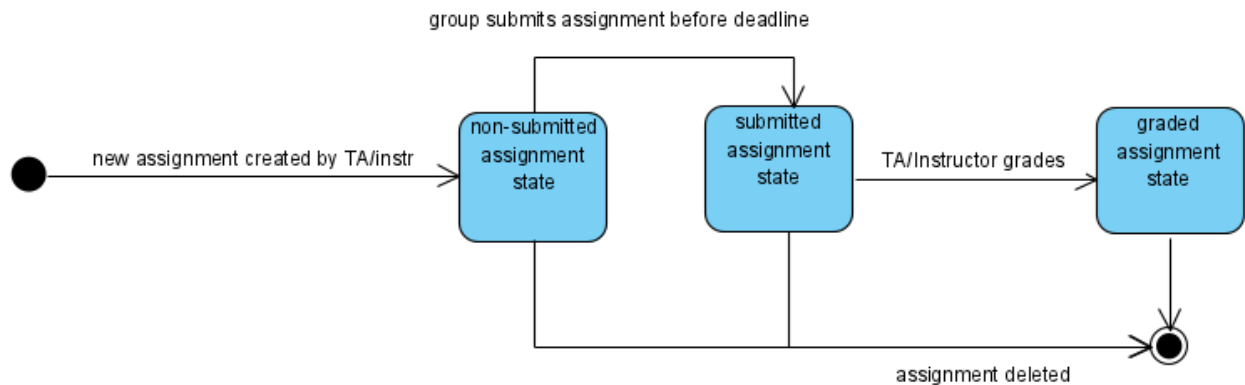 group submits assignment before deadline
new assignment created by TA/instr
non-submitted
assignment
state
submitted
assignment
state
TA/Instructor grades
graded
assignment
state
assignment deleted